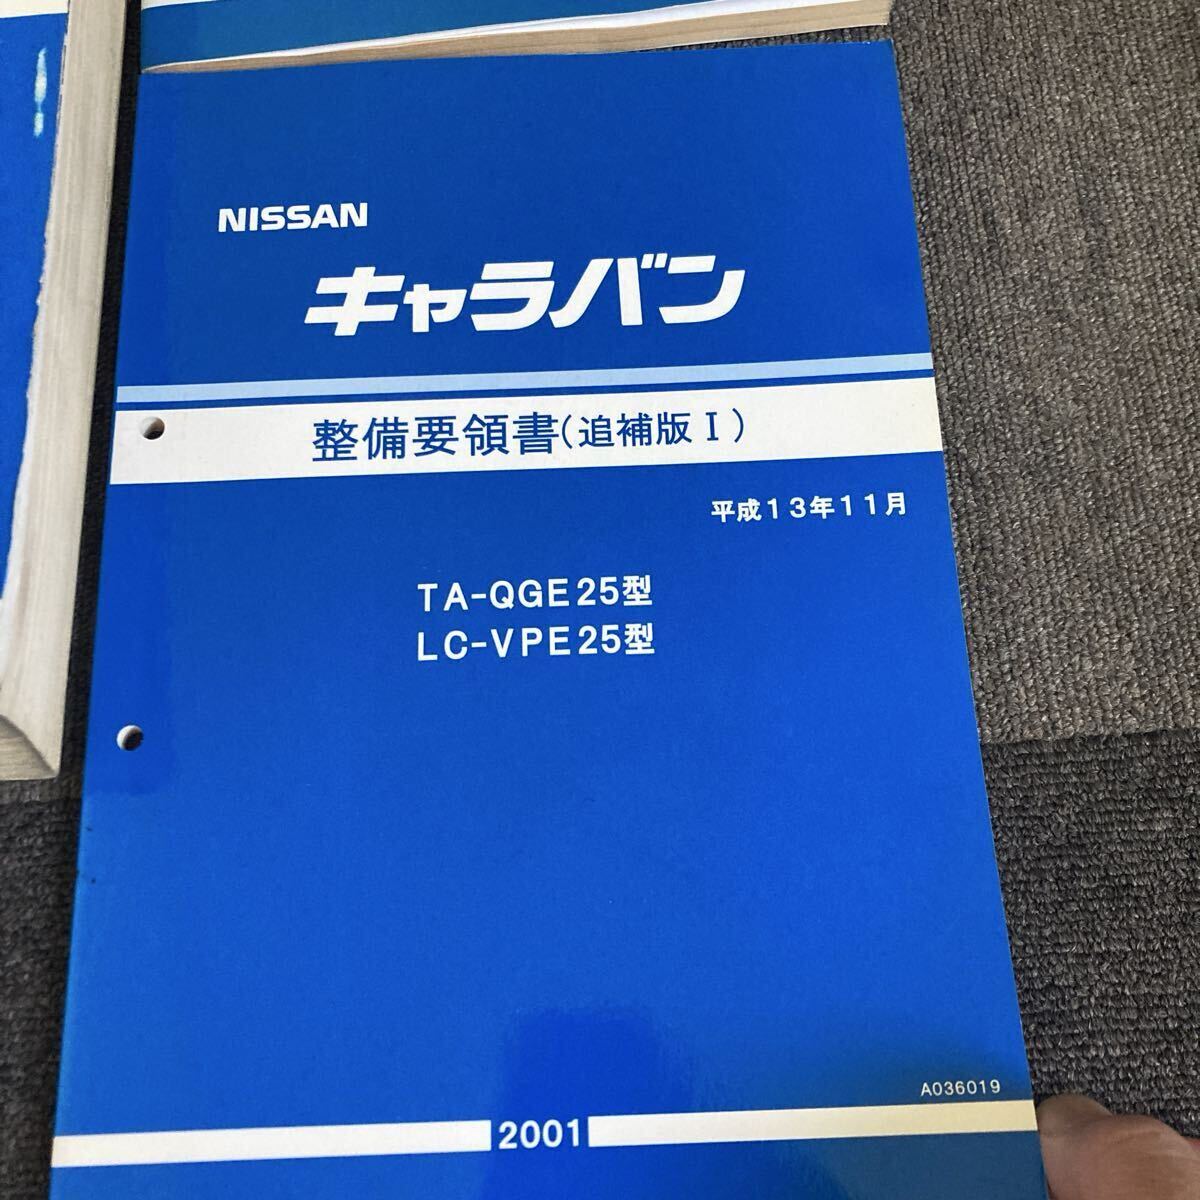 NISSAN
キャラバン
整備要領書(追補版Ⅰ)
平成13年11月
TA-QGE25型
LC-VPE25型
A036019
2001